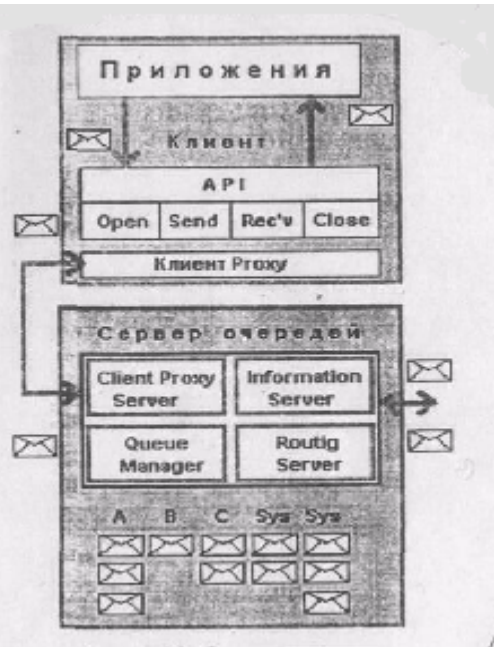 Приложения
Клиент
API
Open Send Rec'v Close
Клиент Proxy
Сервер очередей
Client Proxy Server
Information Server
Queue Manager
Routig Server
A B C Sys Sys